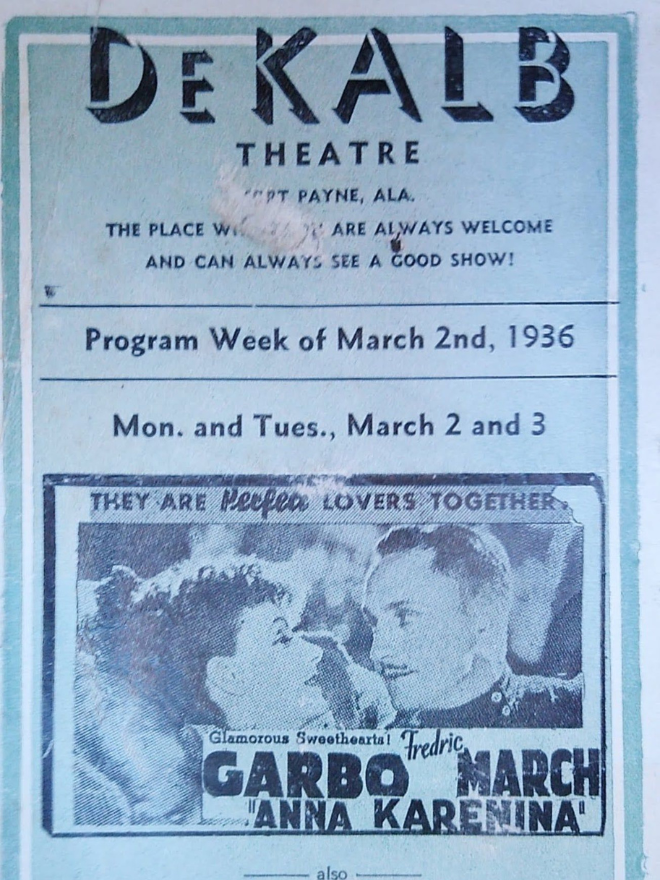 DEKALB
THEATRE
PAYNE, ALA.
THE PLACE ARE ALWAYS WELCOME
AND CAN ALWAYS SEE A GOOD SHOW!
Program Week of March 2nd, 1936
Mon. and Tues., March 2 and 3
THEY ARE Perfect LOVERS TOGETHER
Glamorous Sweethearts!
GARBO Fredric MARCH
"ANNA KARENINA"
also